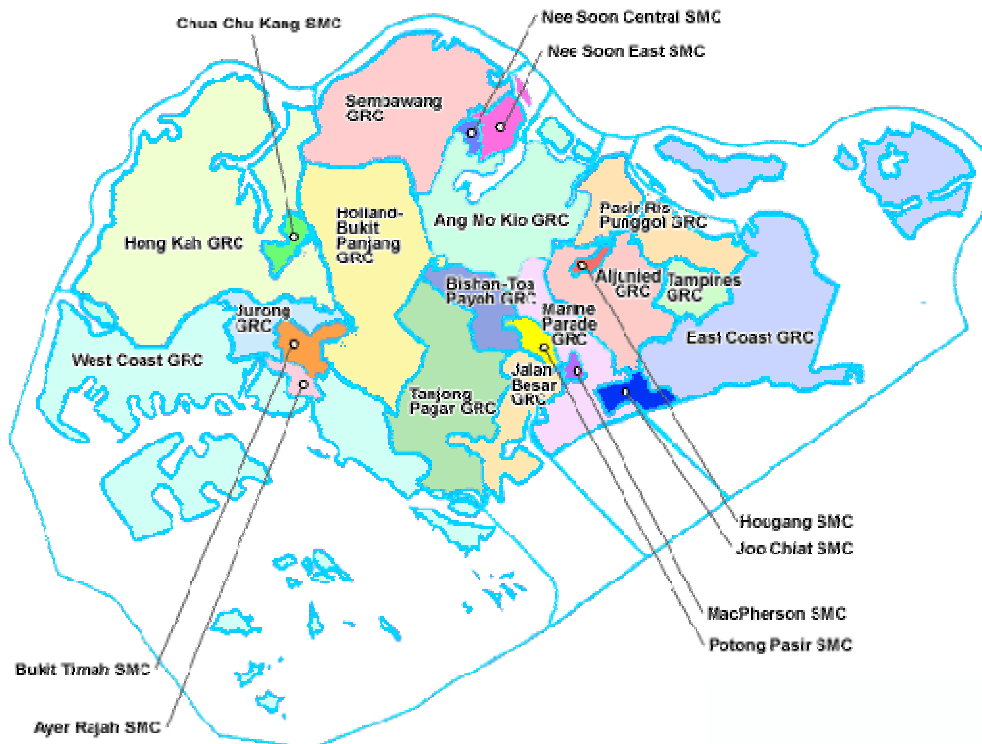 Nee Soon Central SMC
Chua Chu Kang SMC
Nee Soon East SMC
Sembawang
GRC
Pasir Ris-
Punggol GRC
Holland-
Bukit
Panjang
GRC
Ang Mo Kio GRC
Hong Kah GRC
Aljunied
GRC
Tampines
GRC
Bishan-Toa
Payoh GRC
Marine
Parade
GRC
Jurong
GRC
East Coast GRC
West Coast GRC
Jalan
Besar
GRC
Tanjong
Pagar GRC
Hougang SMC
Joo Chiat SMC
MacPherson SMC
Potong Pasir SMC
Bukit Timah SMC
Ayer Rajah SMC